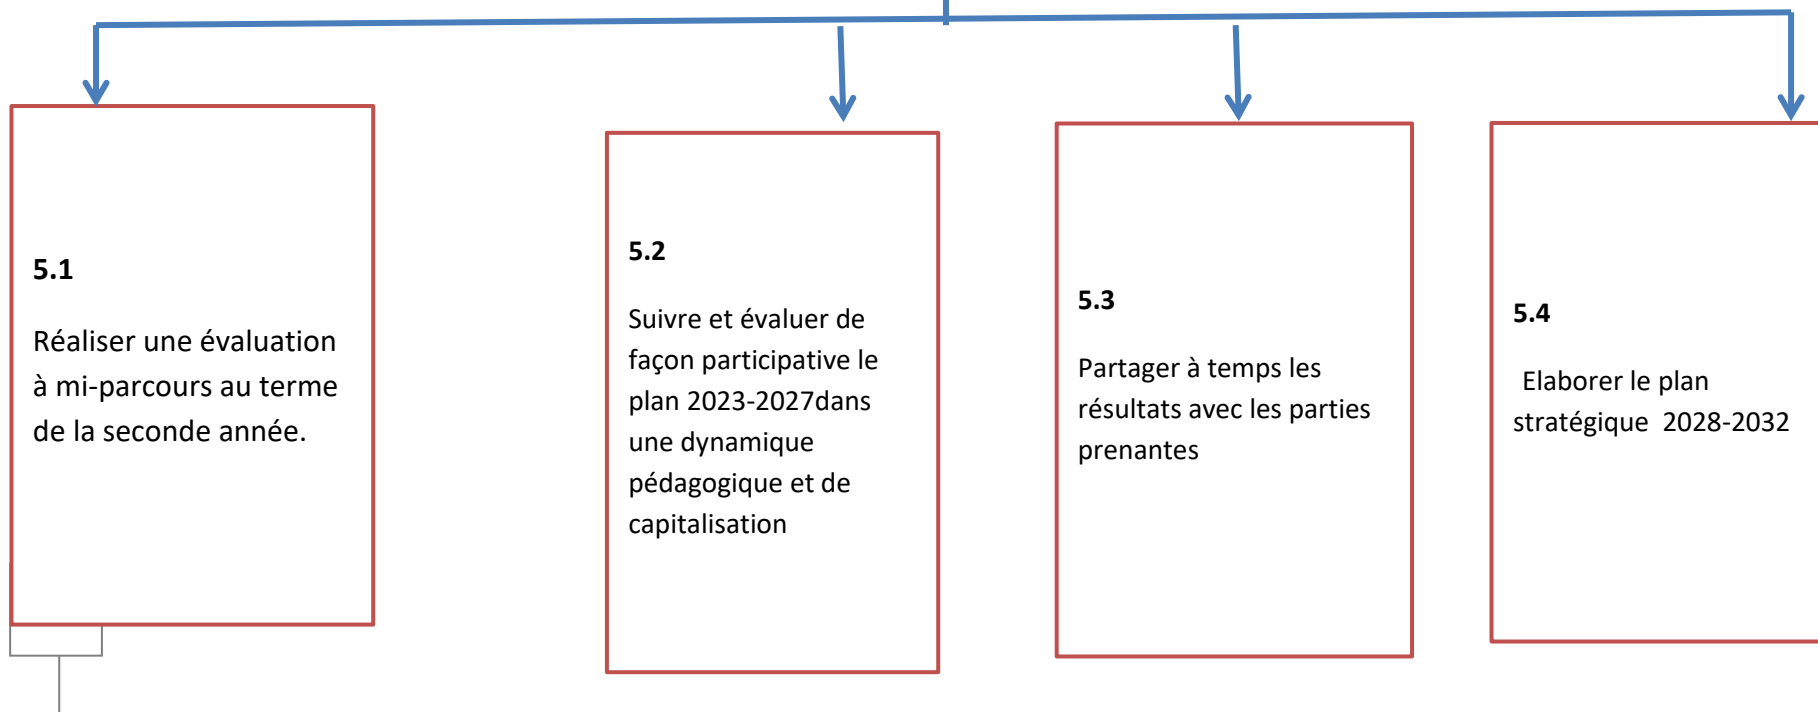 5.1
Réaliser une évaluation
à mi-parcours au terme
de la seconde année.
5.2
Suivre et évaluer de
façon participative le
plan 2023-2027dans
une dynamique
pédagogique et de
capitalisation
5.3
Partager à temps les
résultats avec les parties
prenantes
5.4
Elaborer le plan
stratégique  2028-2032